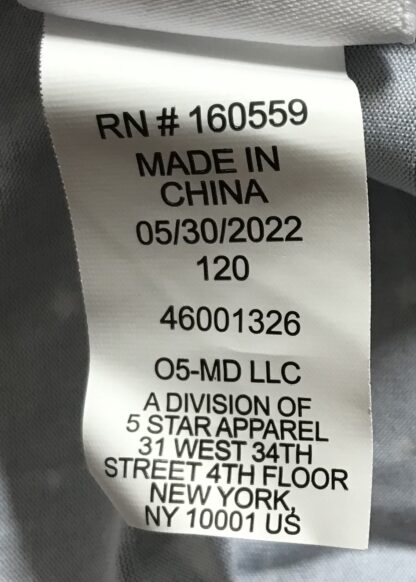 RN # 160559
MADE IN
CHINA
05/30/2022
120
46001326
O5-MD LLC
A DIVISION OF
5 STAR APPAREL
31 WEST 34TH
STREET 4TH FLOOR
NEW YORK,
NY 10001 US